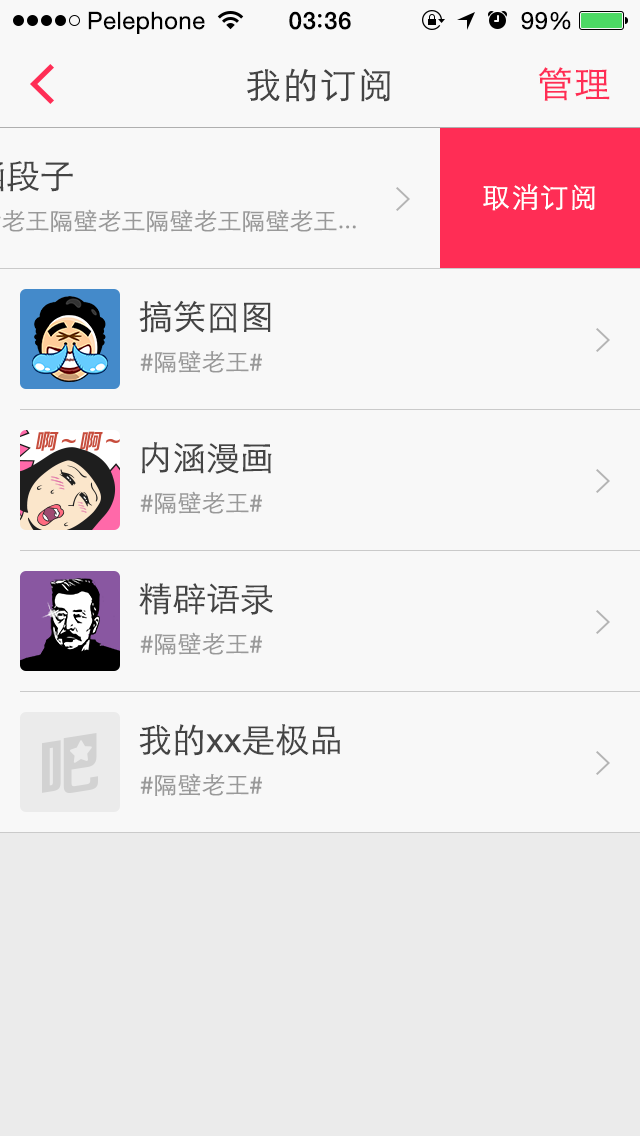 Pelephone 03:36 99%
我的订阅 管理
段子
老王隔壁老王隔壁老王隔壁老王...
取消订阅
搞笑囧图
#隔壁老王#
啊～啊～
内涵漫画
#隔壁老王#
精辟语录
#隔壁老王#
吧
我的xx是极品
#隔壁老王#